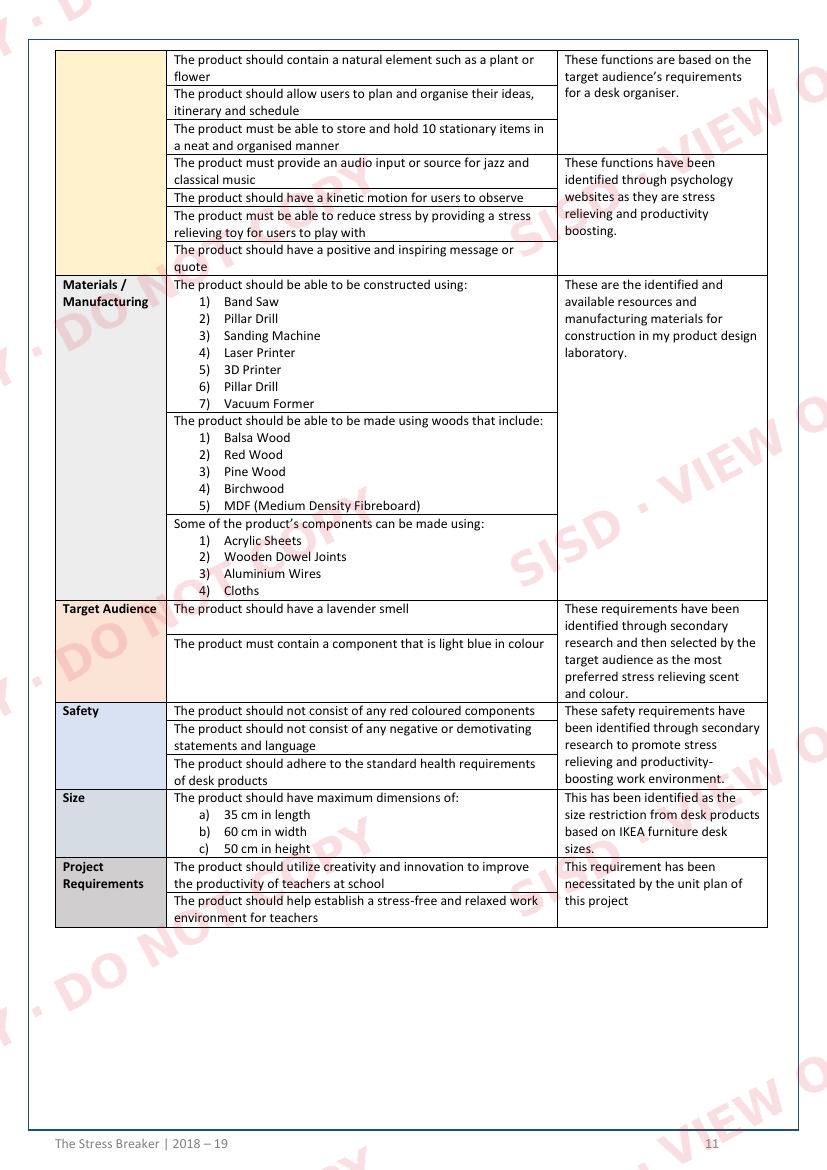 The product should contain a natural element such as a plant or
flower
The product should allow users to plan and organise their ideas,
itinerary and schedule
The product must be able to store and hold 10 stationary items in
a neat and organised manner
These functions are based on the
target audience's requirements
for a desk organiser.
The product must provide an audio input or source for jazz and
classical music
The product should have a kinetic motion for users to observe
The product must be able to reduce stress by providing a stress
relieving toy for users to play with
The product should have a positive and inspiring message or
quote
These functions have been
identified through psychology
websites as they are stress
relieving and productivity
boosting.
Materials /
Manufacturing
The product should be able to be constructed using:
1) Band Saw
2) Pillar Drill
3) Sanding Machine
4) Laser Printer
5) 3D Printer
6) Pillar Drill
7) Vacuum Former
The product should be able to be made using woods that include:
1) Balsa Wood
2) Red Wood
3) Pine Wood
4) Birchwood
5) MDF (Medium Density Fibreboard)
Some of the product's components can be made using:
1) Acrylic Sheets
2) Wooden Dowel Joints
3) Aluminium Wires
4) Cloths
These are the identified and
available resources and
manufacturing materials for
construction in my product design
laboratory.
Target Audience
The product should have a lavender smell
The product must contain a component that is light blue in colour
These requirements have been
identified through secondary
research and then selected by the
target audience as the most
preferred stress relieving scent
and colour.
Safety
The product should not consist of any red coloured components
The product should not consist of any negative or demotivating
statements and language
The product should adhere to the standard health requirements
of desk products
These safety requirements have
been identified through secondary
research to promote stress
relieving and productivity-
boosting work environment.
Size
The product should have maximum dimensions of:
a) 35 cm in length
b) 60 cm in width
c) 50 cm in height
This has been identified as the
size restriction from desk products
based on IKEA furniture desk
sizes.
Project
Requirements
The product should utilize creativity and innovation to improve
the productivity of teachers at school
The product should help establish a stress-free and relaxed work
environment for teachers
This requirement has been
necessitated by the unit plan of
this project
The Stress Breaker | 2018 – 19
11
Y · DO NOT COPY
SISD · VIEW O
Y · DO NOT COPY
SISD · VIEW O
Y · DO NOT COPY
SISD · VIEW O
· VIEW O